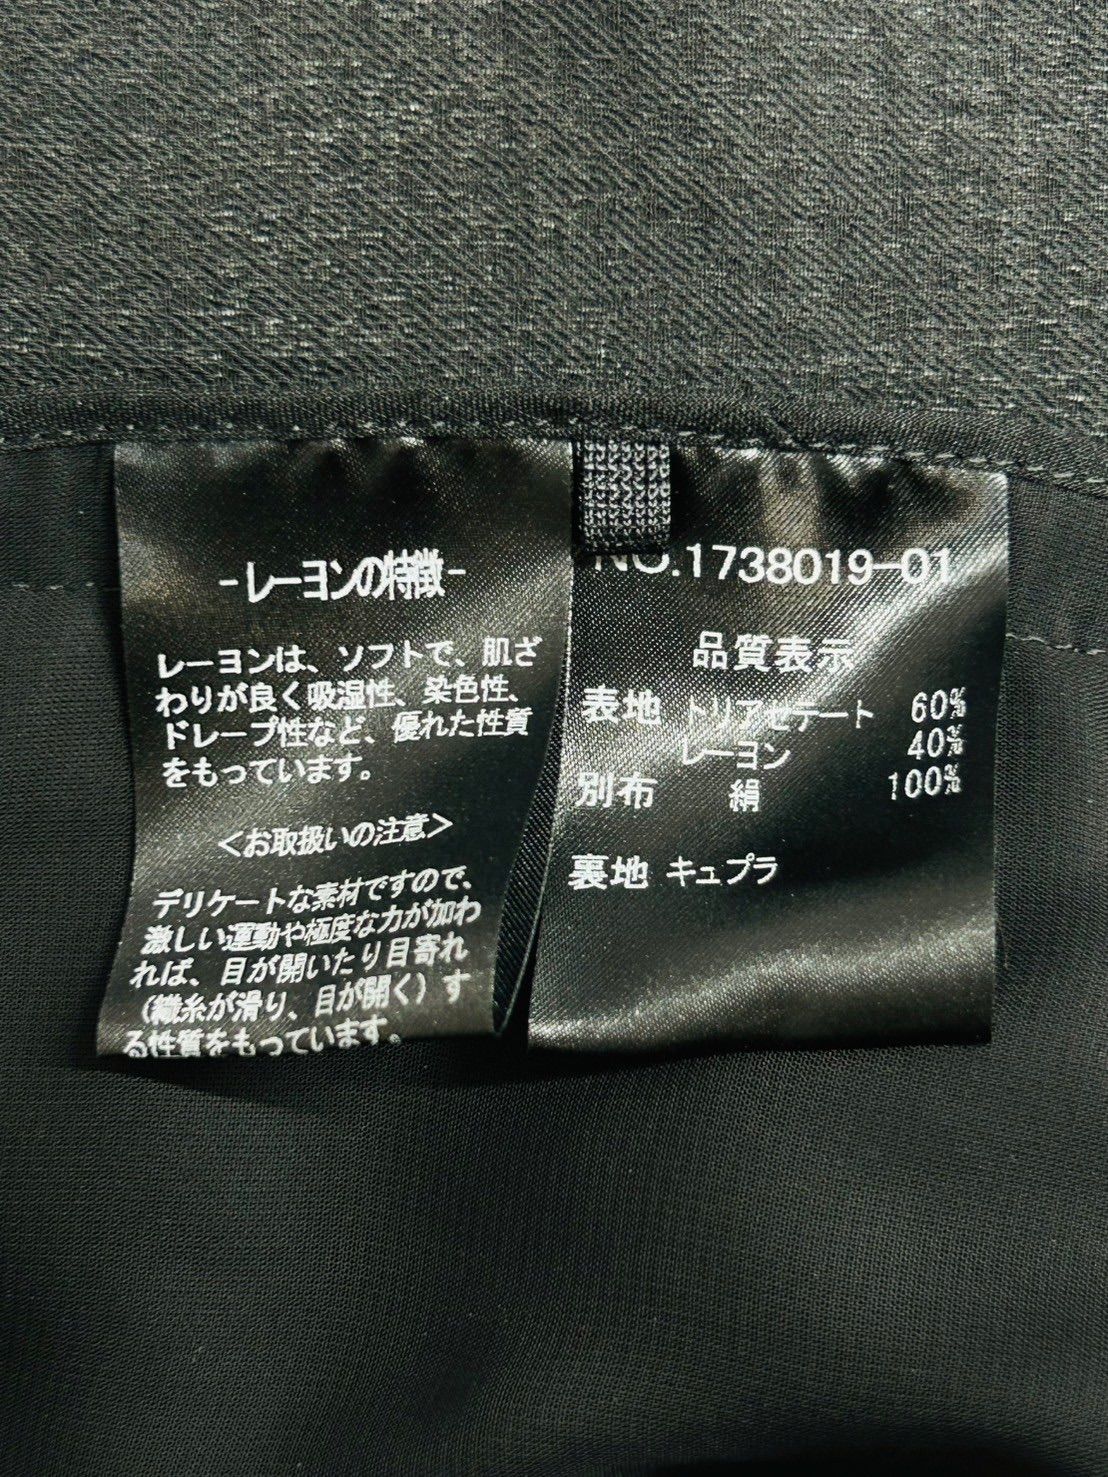 -レーヨンの特徴-
レーヨンは、ソフトで、肌ざ
わりが良く吸湿性、染色性、
ドレープ性など、優れた性質
をもっています。
<お取扱いの注意>
デリケートな素材ですので、
激しい運動や極度な力が加わ
れば、目が開いたり目寄れ
(織糸が滑り、目が開く)す
る性質をもっています。
NO.1738019-01
品質表示
表地 トリアセテート 60%
レーヨン 40%
別布 絹 100%
裏地 キュプラ